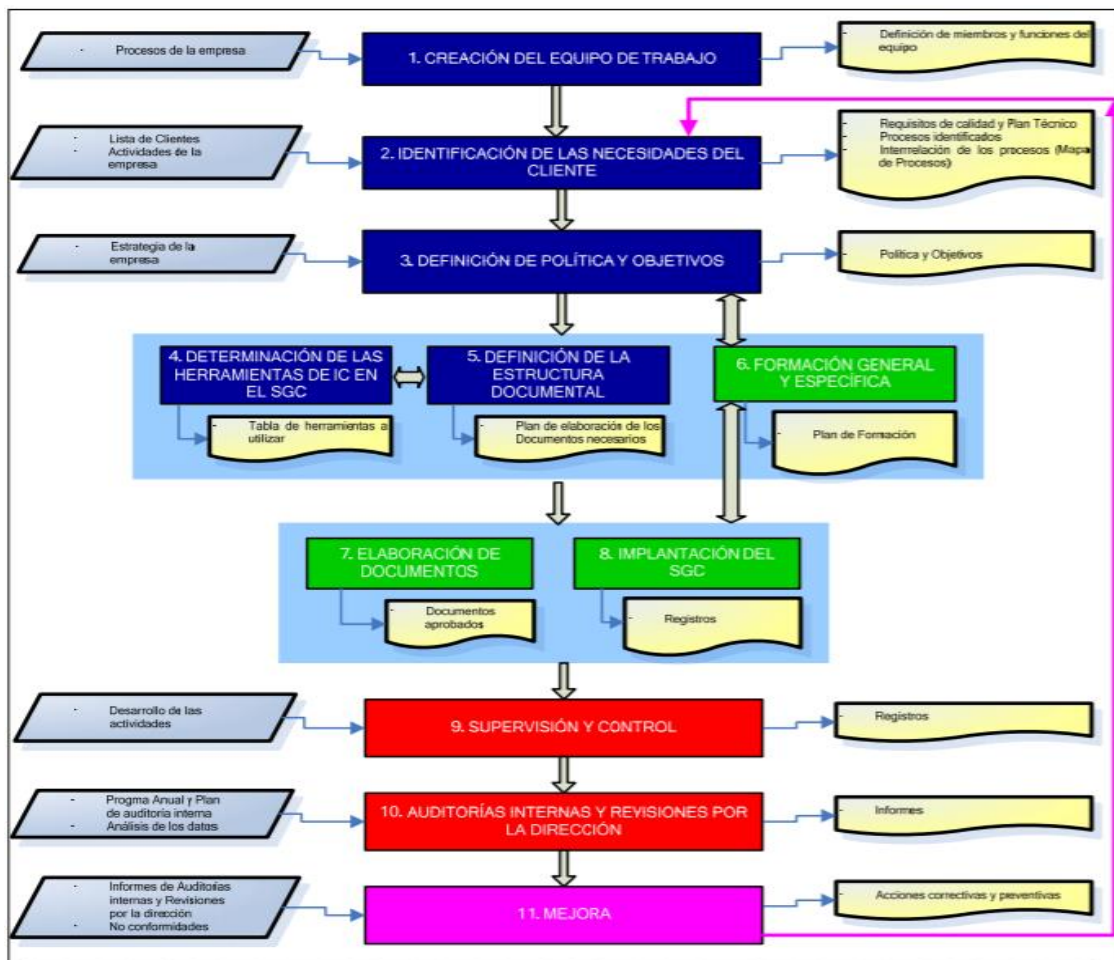 - Procesos de la empresa
1. CREACIÓN DEL EQUIPO DE TRABAJO
- Definición de miembros y funciones del
equipo
- Lista de Clientes
- Actividades de la
empresa
2. IDENTIFICACIÓN DE LAS NECESIDADES DEL
CLIENTE
- Requisitos de calidad y Plan Técnico
- Procesos identificados
- Interrrelación de los procesos (Mapa
de Procesos)
- Estrategia de la
empresa
3. DEFINICIÓN DE POLÍTICA Y OBJETIVOS
- Política y Objetivos
4. DETERMINACIÓN DE LAS
HERRAMIENTAS DE IC EN
EL SGC
- Tabla de herramientas a
utilizar
5. DEFINICIÓN DE LA
ESTRUCTURA
DOCUMENTAL
- Plan de elaboración de los
Documentos necesarios
6. FORMACIÓN GENERAL
Y ESPECÍFICA
- Plan de Formación
7. ELABORACIÓN DE
DOCUMENTOS
- Documentos
aprobados
8. IMPLANTACIÓN DEL
SGC
- Registros
- Desarrollo de las
actividades
9. SUPERVISIÓN Y CONTROL
- Registros
- Progma Anual y Plan
de auditoría interna
- Análisis de los datos
10. AUDITORÍAS INTERNAS Y REVISIONES POR
LA DIRECCIÓN
- Informes
- Informes de Auditorías
internas y Revisiones
por la dirección
- No conformidades
11. MEJORA
- Acciones correctivas y preventivas